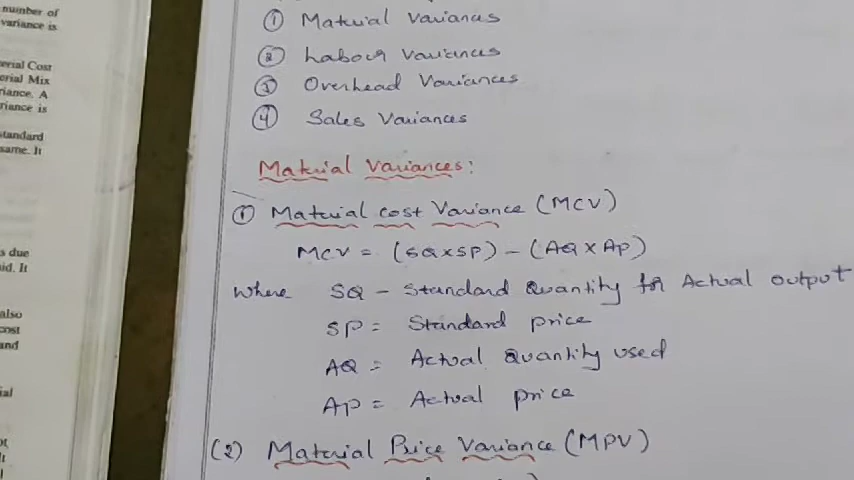 number of
variance is
erial Cost
erial Mix
riance. A
riance is
standard
same. It
s due
id. It
also
cost
and
ial
① Material Variances
② Labour Variances
③ Overhead Variances
④ Sales Variances
Material Variances:
① Material cost Variance (MCV)
MCV = (SQ×SP) - (AQ×AP)
Where SQ - Standard Quantity for Actual output
SP = Standard price
AQ = Actual Quantity used
AP = Actual price
(2) Material Price Variance (MPV)